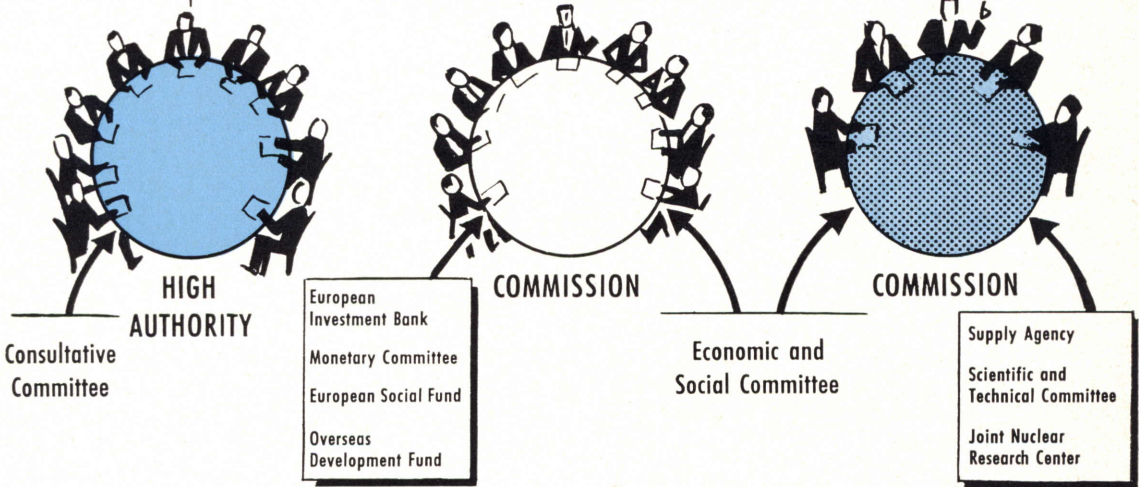 HIGH
AUTHORITY
Consultative
Committee
European
Investment Bank
Monetary Committee
European Social Fund
Overseas
Development Fund
COMMISSION
Economic and
Social Committee
COMMISSION
Supply Agency
Scientific and
Technical Committee
Joint Nuclear
Research Center